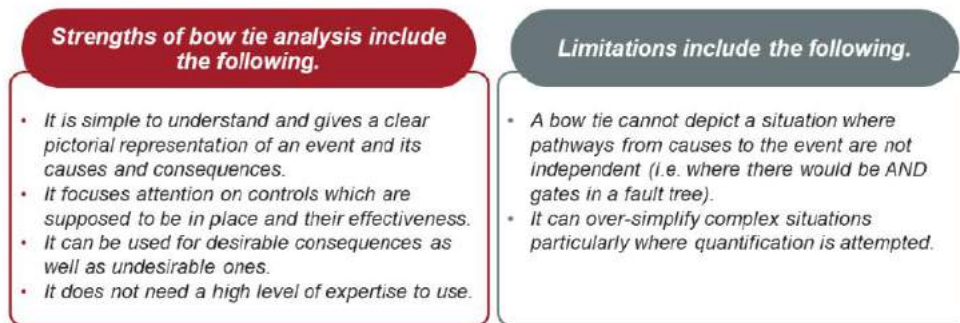 Strengths of bow tie analysis include
the following.
• It is simple to understand and gives a clear
pictorial representation of an event and its
causes and consequences.
• It focuses attention on controls which are
supposed to be in place and their effectiveness.
• It can be used for desirable consequences as
well as undesirable ones.
• It does not need a high level of expertise to use.
Limitations include the following.
• A bow tie cannot depict a situation where
pathways from causes to the event are not
independent (i.e. where there would be AND
gates in a fault tree).
• It can over-simplify complex situations
particularly where quantification is attempted.